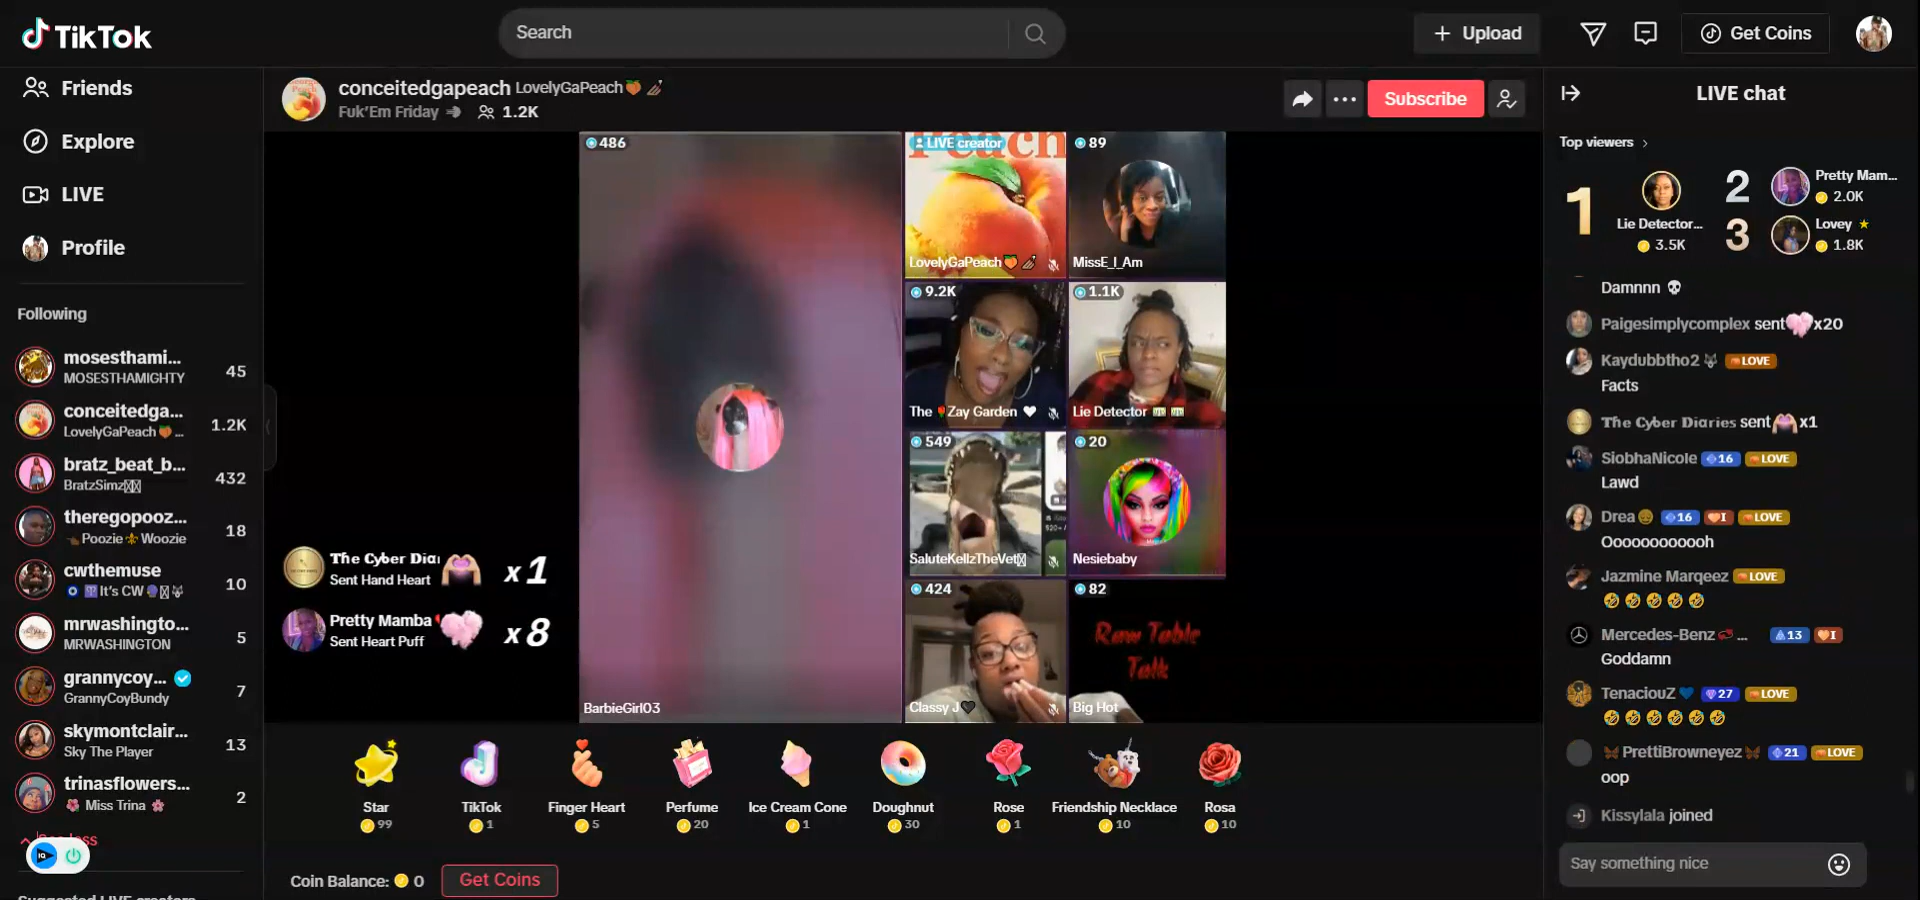 TikTok
Search
Upload
Get Coins
Friends
Explore
LIVE
Profile
Following
mosesthami...
MOSESTHAMIGHTY
45
conceitedga...
LovelyGaPeach🍑...
1.2K
bratz_beat_b...
BratzSimz
432
theregopooz...
Poozie⚜Woozie
18
cwthemuse
It's CW
10
mrwashingto...
MRWASHINGTON
5
grannycoy...
GrannyCoyBundy
7
skymontclair...
Sky The Player
13
trinasflowers...
🌸 Miss Trina 🌸
2
See less
conceitedgapeach LovelyGaPeach🍑💅🏾
Fuk'Em Friday
1.2K
Subscribe
486
BarbieGirl03
The Cyber Diar
Sent Hand Heart
x1
Pretty Mamba
Sent Heart Puff
x8
Peach
LIVE creator
LovelyGaPeach🍑💅🏾
89
MissE_I_Am
9.2K
The🌹Zay Garden 🤍
1.1K
Lie Detector
549
SaluteKellzTheVet
20
Nesiebaby
424
Classy J🖤
82
Raw Table
Talk
Big Hot
Star
99
TikTok
1
Finger Heart
5
Perfume
20
Ice Cream Cone
1
Doughnut
30
Rose
1
Friendship Necklace
10
Rosa
10
Coin Balance: 0
Get Coins
LIVE chat
Top viewers
1
Lie Detector...
3.5K
2
Pretty Mam...
2.0K
3
Lovey ⭐
1.8K
Damnnn 💀
Paigesimplycomplex sent x20
Kaydubbtho2 🐺 LOVE
Facts
The Cyber Diaries sent x1
SiobhaNicole 16 LOVE
Lawd
Drea 16 I LOVE
Ooooooooooh
Jazmine Marqeez LOVE
🤣🤣🤣🤣🤣
Mercedes-Benz💋... 13 I
Goddamn
TenaciouZ 💙 27 LOVE
🤣🤣🤣🤣🤣🤣
🦋PrettiBrowneyez🦋 21 LOVE
oop
Kissylala joined
Say something nice